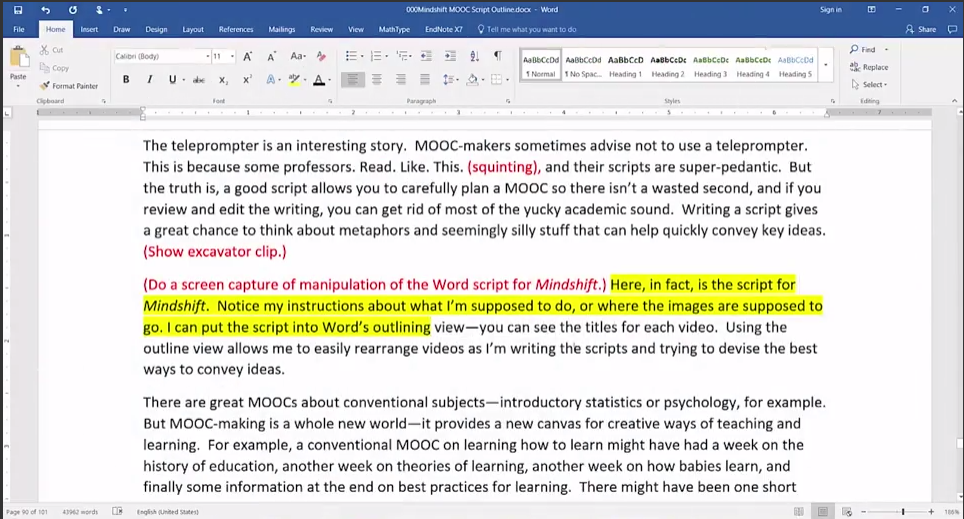 000Mindshift MOOC Script Outline.docx - Word
Sign in
File Home Insert Draw Design Layout References Mailings Review View MathType EndNote X7 Tell me what you want to do Share
Paste
Cut
Copy
Format Painter
Clipboard
Calibri (Body) 11
Font
Paragraph
AaBbCcDd AaBbCcDd AaBbCcD AaBbCcDc AaBbCcDc AaBbCcDc AaBbCcDd
¶ Normal ¶ No Spac... Heading 1 Heading 2 Heading 3 Heading 4 Heading 5
Styles
Find
Replace
Select
Editing
The teleprompter is an interesting story.  MOOC-makers sometimes advise not to use a teleprompter.
This is because some professors. Read. Like. This. (squinting), and their scripts are super-pedantic.  But
the truth is, a good script allows you to carefully plan a MOOC so there isn’t a wasted second, and if you
review and edit the writing, you can get rid of most of the yucky academic sound.  Writing a script gives
a great chance to think about metaphors and seemingly silly stuff that can help quickly convey key ideas.
(Show excavator clip.)
(Do a screen capture of manipulation of the Word script for Mindshift.) Here, in fact, is the script for
Mindshift.  Notice my instructions about what I’m supposed to do, or where the images are supposed to
go. I can put the script into Word’s outlining view—you can see the titles for each video.  Using the
outline view allows me to easily rearrange videos as I’m writing the scripts and trying to devise the best
ways to convey ideas.
There are great MOOCs about conventional subjects—introductory statistics or psychology, for example.
But MOOC-making is a whole new world—it provides a new canvas for creative ways of teaching and
learning.  For example, a conventional MOOC on learning how to learn might have had a week on the
history of education, another week on theories of learning, another week on how babies learn, and
finally some information at the end on best practices for learning.  There might have been one short
Page 90 of 101 43962 words English (United States) 186%